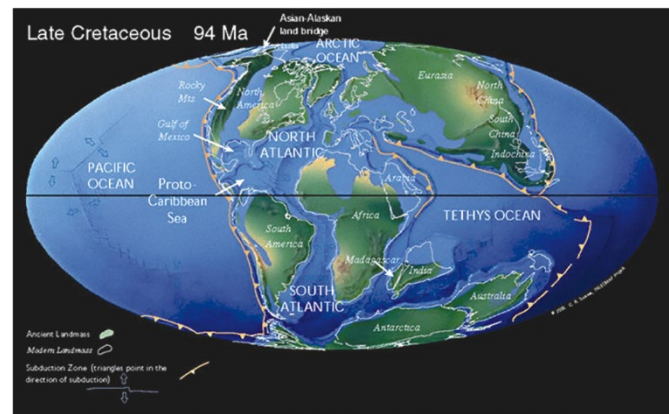 Late Cretaceous 94 Ma
Asian-Alaskan
land bridge
ARCTIC
OCEAN
Eurasia
Rocky
Mts
North
America
North
China
Gulf of
Mexico
South
China
NORTH
ATLANTIC
Indochina
PACIFIC
OCEAN
Proto-
Caribbean
Sea
Arabia
Africa
TETHYS OCEAN
South
America
Madagascar
India
SOUTH
ATLANTIC
Australia
Antarctica
Ancient Landmass
Modern Landmass
Subduction Zone (triangles point in the
direction of subduction)